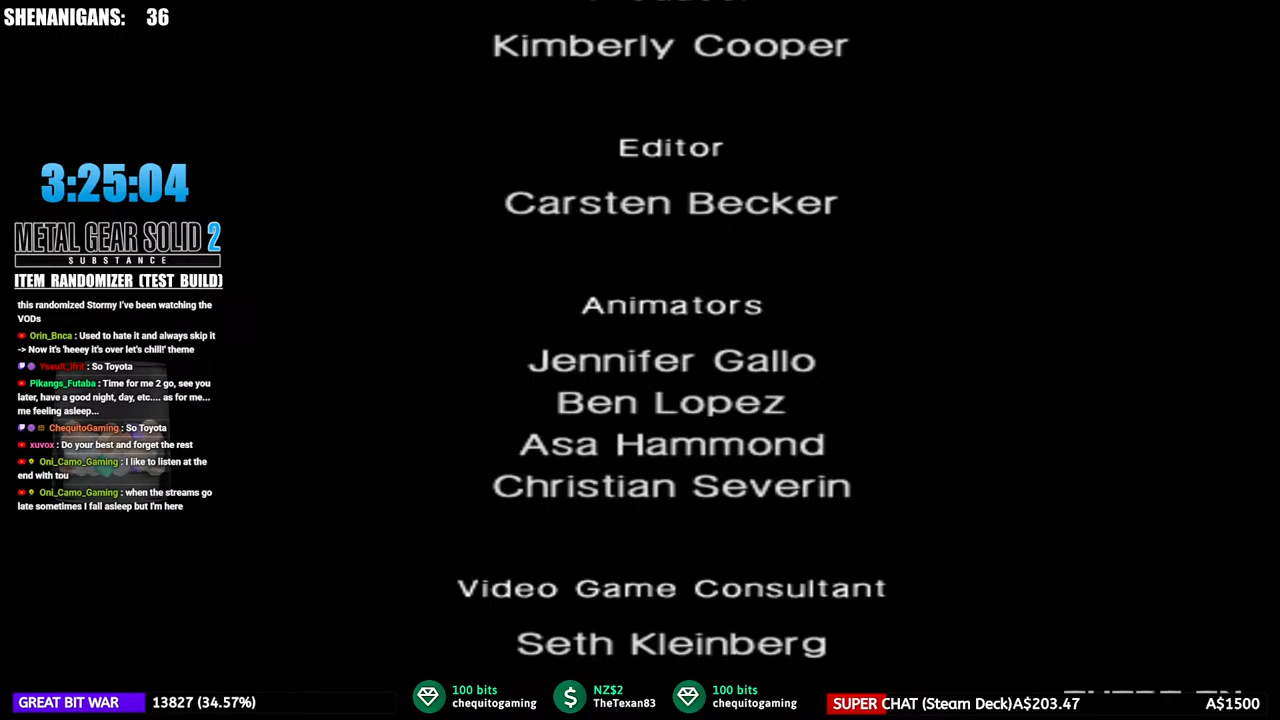 SHENANIGANS: 36
Kimberly Cooper
Editor
Carsten Becker
3:25:04
METAL GEAR SOLID 2
SUBSTANCE
ITEM RANDOMIZER (TEST BUILD)
Animators
Jennifer Gallo
Ben Lopez
Asa Hammond
Christian Severin
Video Game Consultant
Seth Kleinberg
this randomized Stormy I've been watching the
VODs
Orin_Bnca : Used to hate it and always skip it
-> Now it's 'heeey it's over let's chill!' theme
Yseult_Ifrit : So Toyota
Pikangs_Futaba : Time for me 2 go, see you
later, have a good night, day, etc.... as for me...
me feeling asleep...
ChequitoGaming : So Toyota
xuvox : Do your best and forget the rest
Oni_Camo_Gaming : I like to listen at the
end with tou
Oni_Camo_Gaming : when the streams go
late sometimes I fall asleep but I'm here
GREAT BIT WAR 13827 (34.57%)
100 bits
chequitogaming
NZ$2
TheTexan83
100 bits
chequitogaming
SUPER CHAT (Steam Deck) A$203.47 A$1500